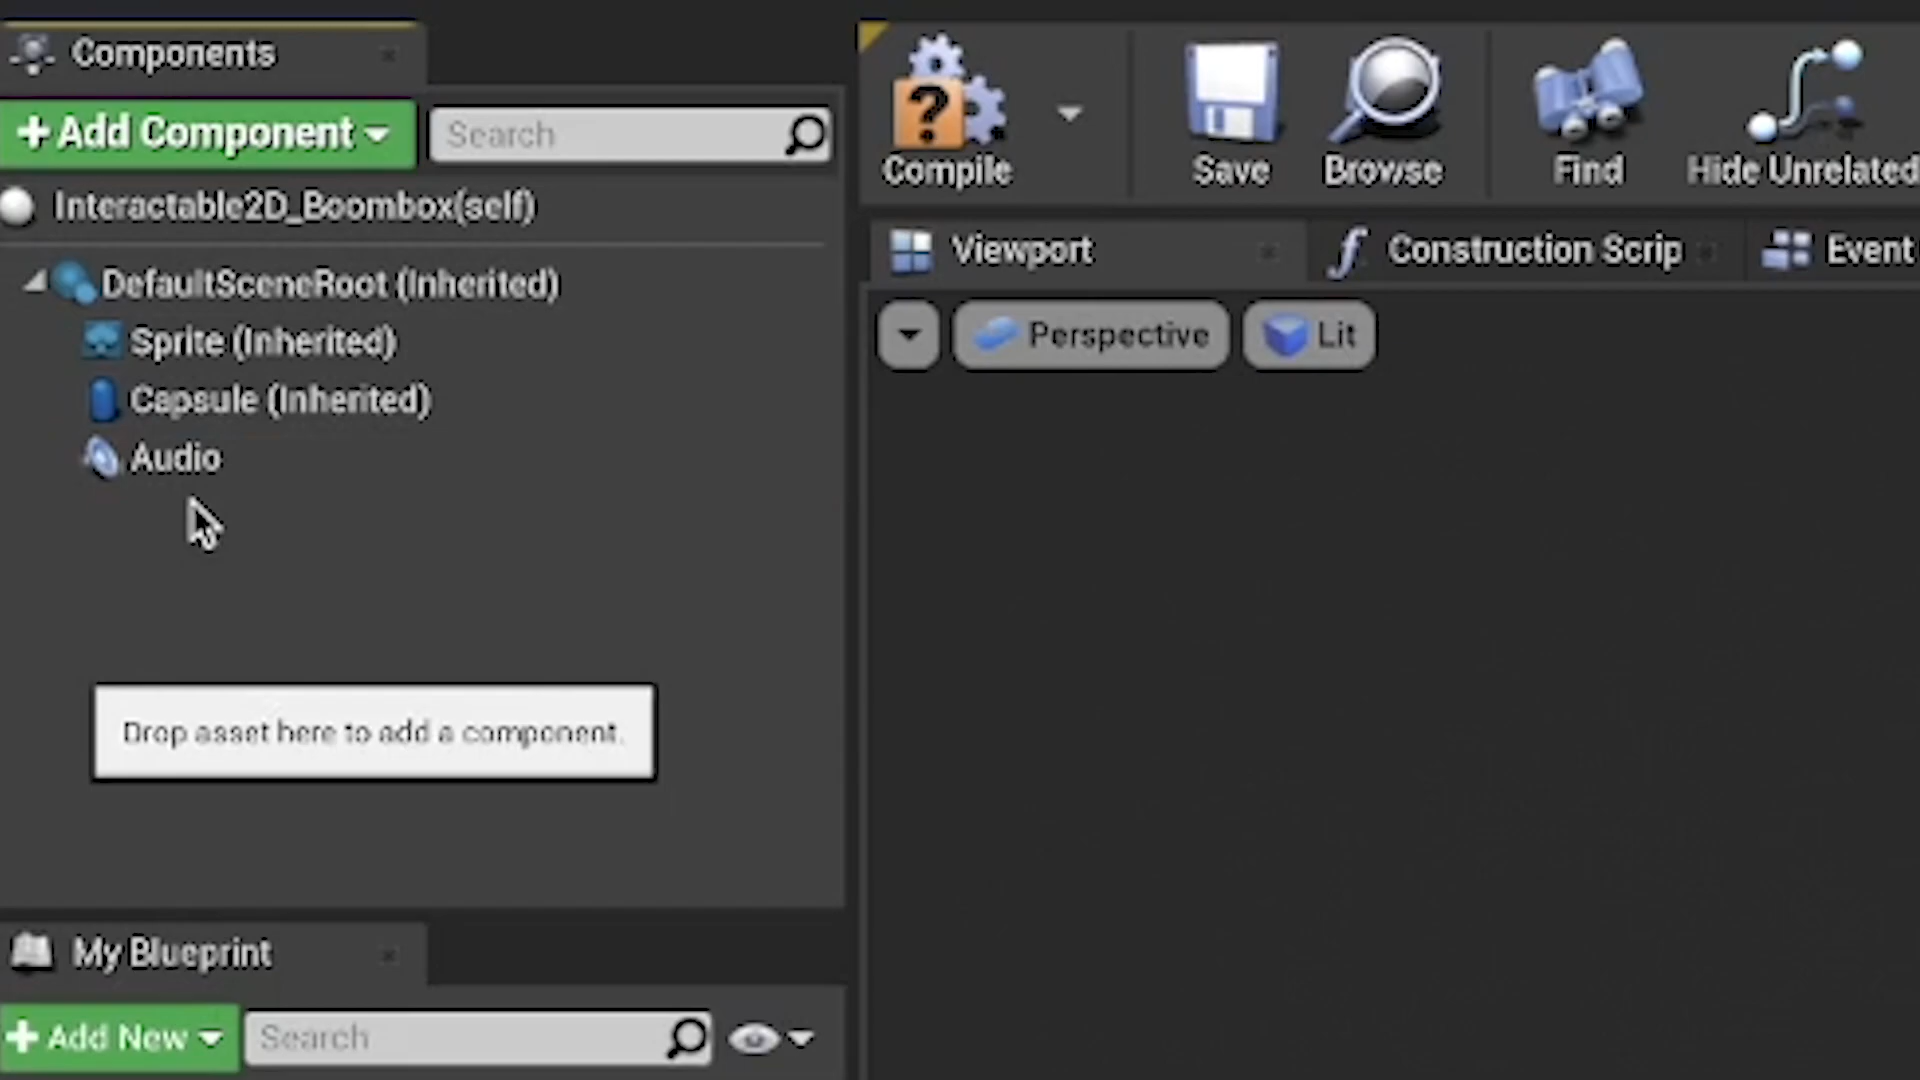 Components
Add Component
Search
Interactable2D_Boombox(self)
DefaultSceneRoot (Inherited)
Sprite (Inherited)
Capsule (Inherited)
Audio
Drop asset here to add a component.
My Blueprint
Add New
Search
Compile
Save
Browse
Find
Hide Unrelated
Viewport
Construction Scrip
Event
Perspective
Lit